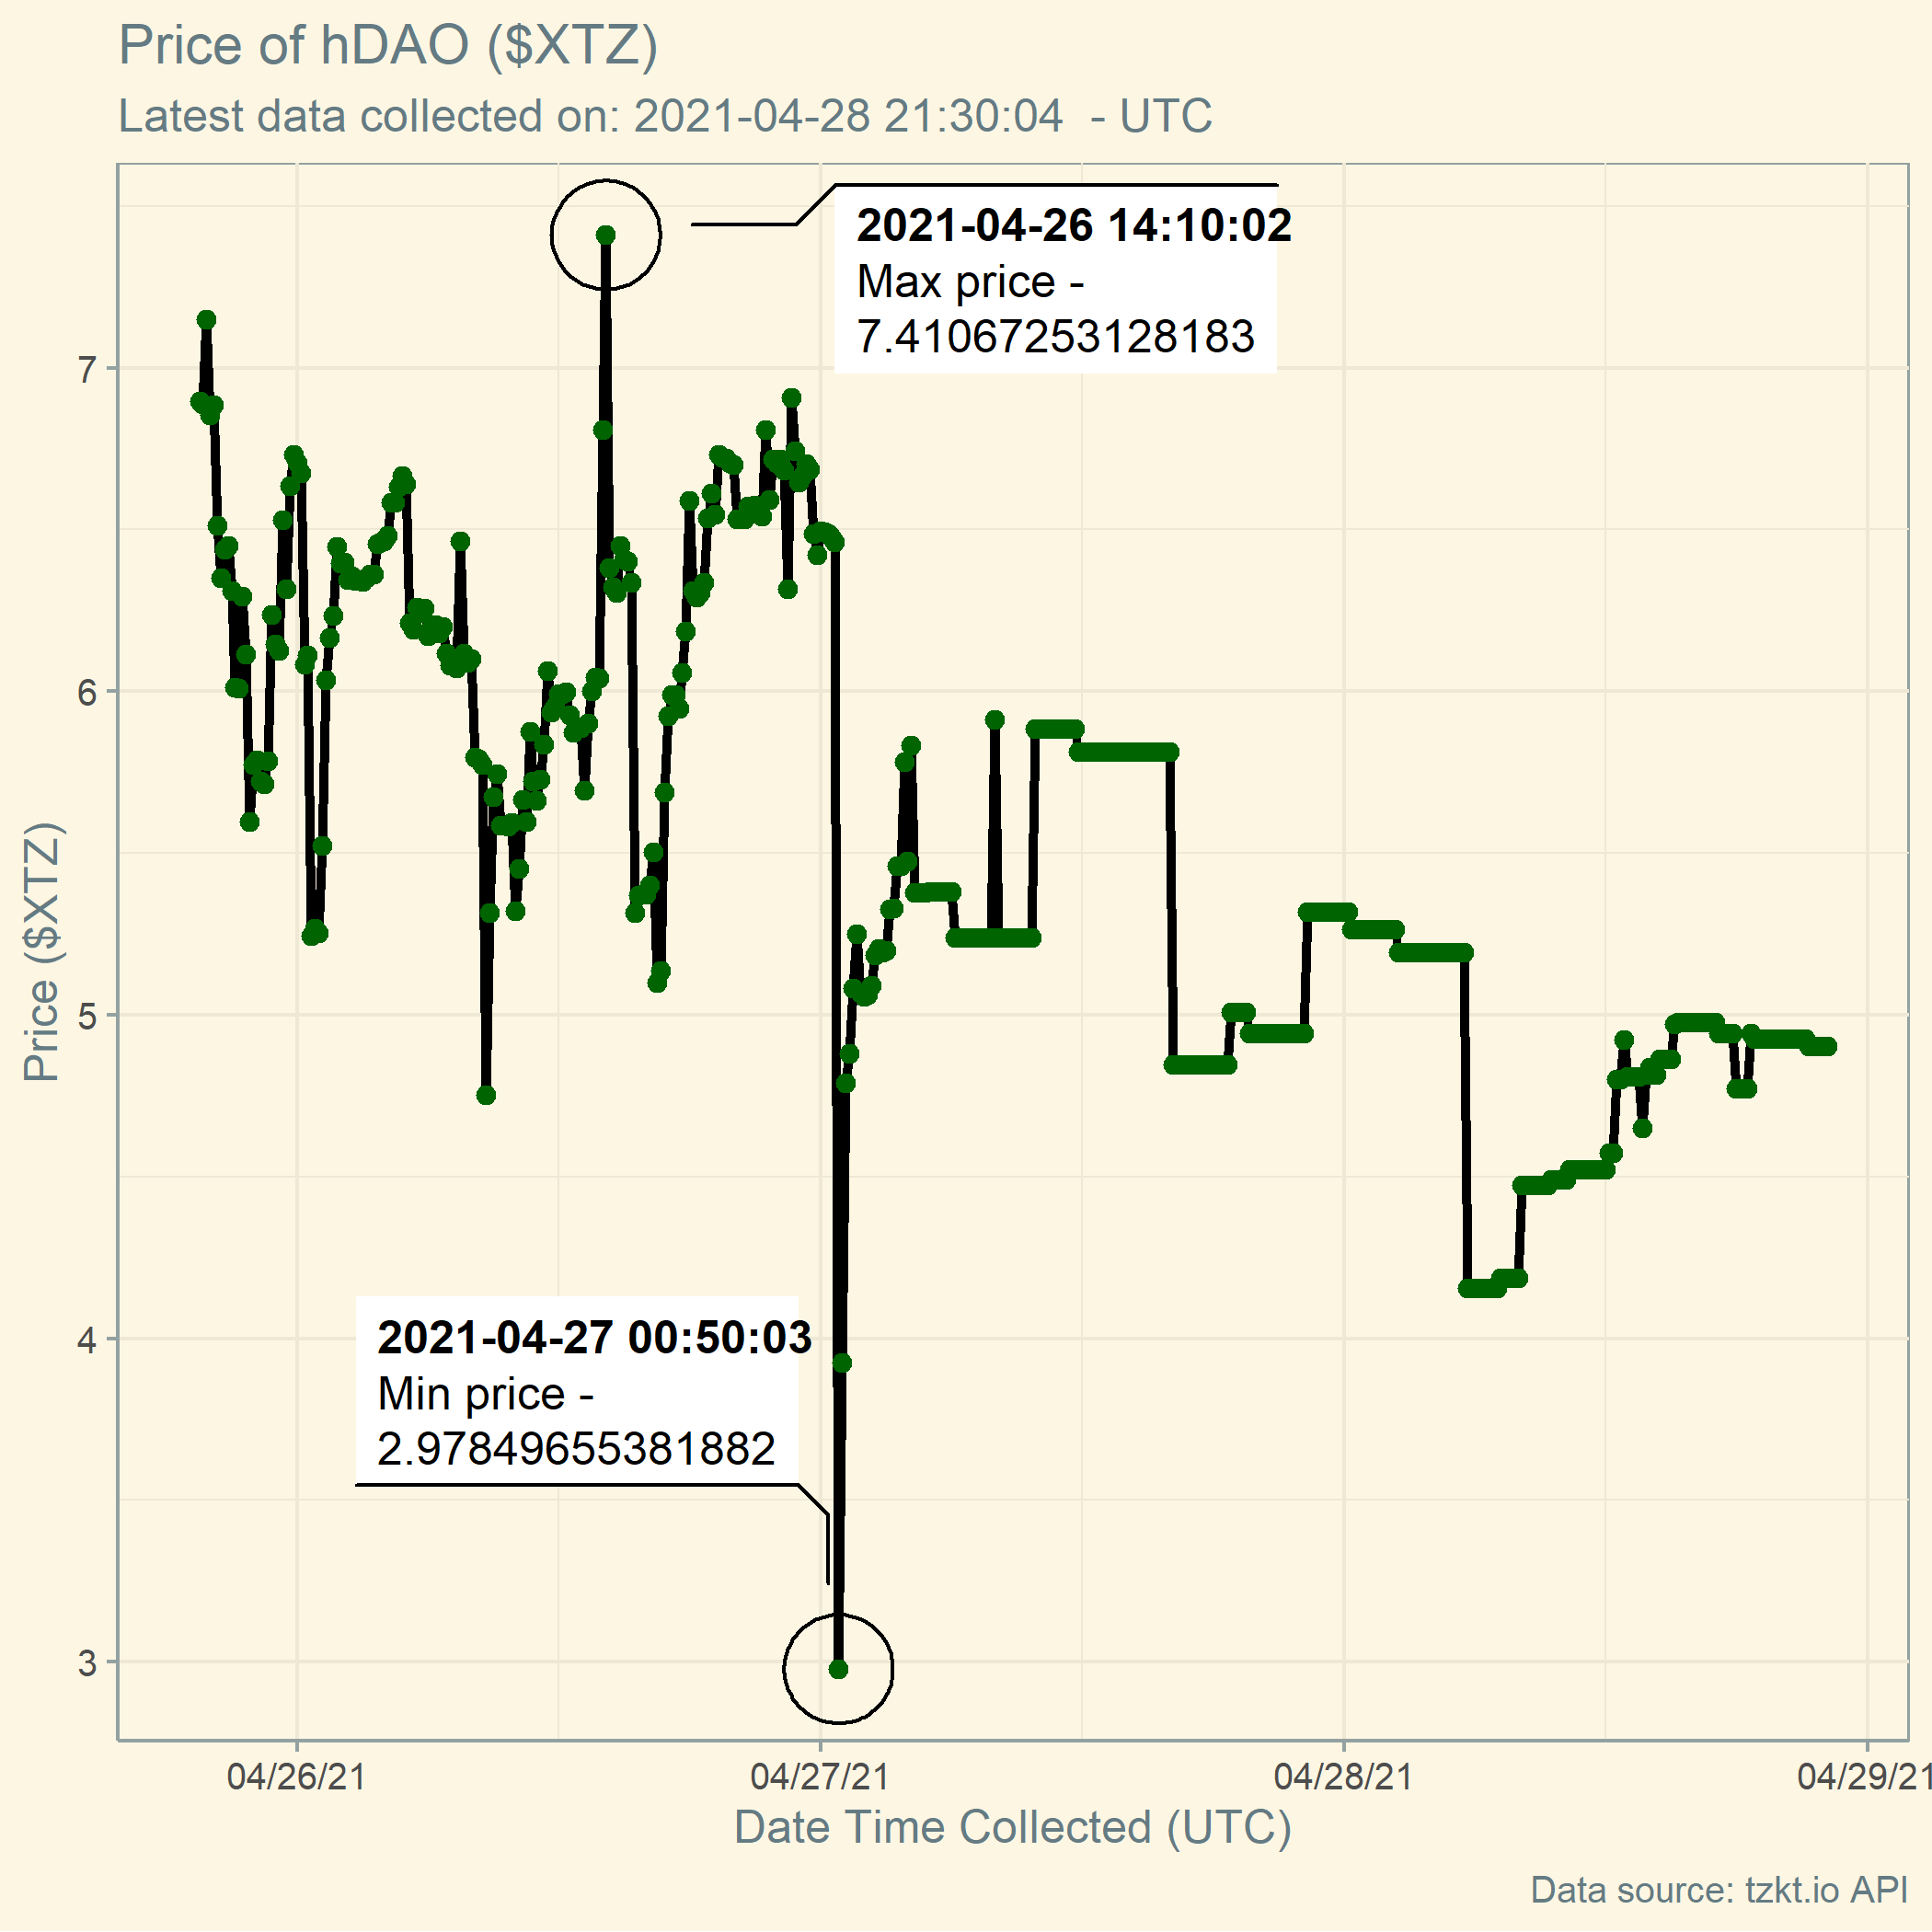 Price of hDAO ($XTZ)
Latest data collected on: 2021-04-28 21:30:04  - UTC
2021-04-26 14:10:02
Max price -
7.41067253128183
7
6
5
4
3
Price ($XTZ)
2021-04-27 00:50:03
Min price -
2.97849655381882
04/26/21
04/27/21
04/28/21
04/29/21
Date Time Collected (UTC)
Data source: tzkt.io API